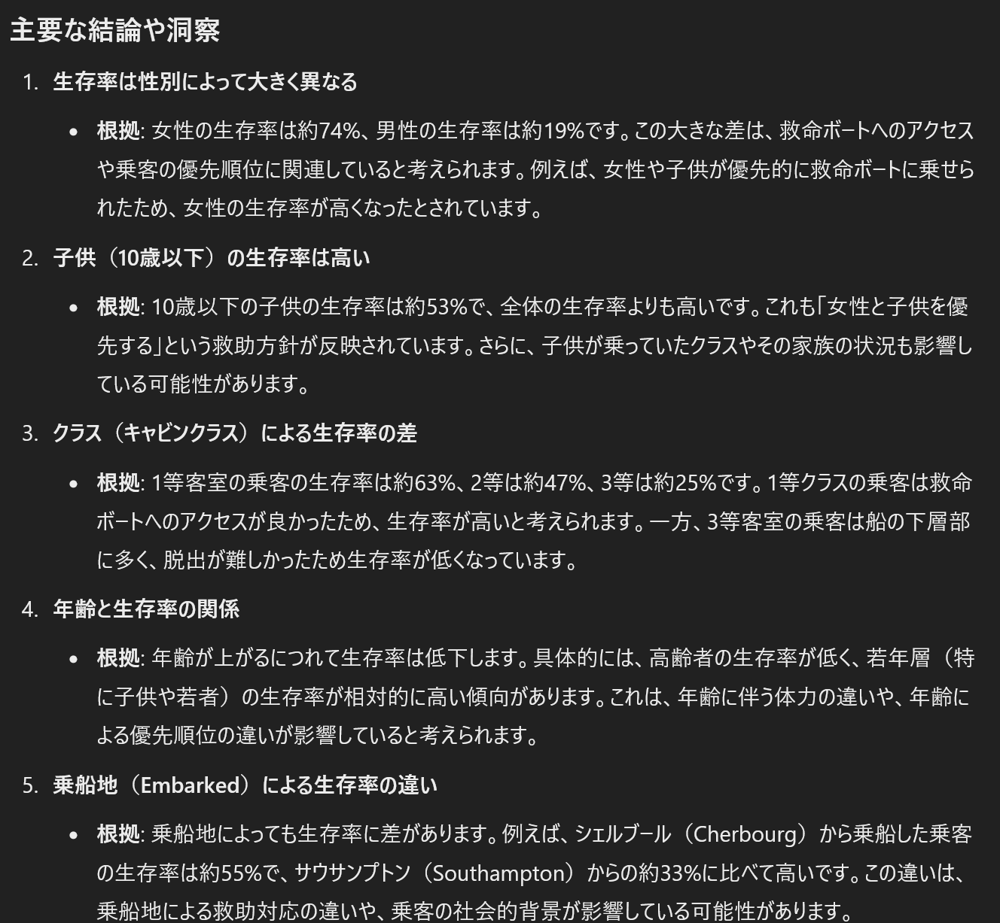 主要な結論や洞察
1. 生存率は性別によって大きく異なる
• 根拠: 女性の生存率は約74%、男性の生存率は約19%です。この大きな差は、救命ボートへのアクセス
や乗客の優先順位に関連していると考えられます。例えば、女性や子供が優先的に救命ボートに乗せら
れたため、女性の生存率が高くなったとされています。
2. 子供（10歳以下）の生存率は高い
• 根拠: 10歳以下の子供の生存率は約53%で、全体の生存率よりも高いです。これも「女性と子供を優
先する」という救助方針が反映されています。さらに、子供が乗っていたクラスやその家族の状況も影響し
ている可能性があります。
3. クラス（キャビンクラス）による生存率の差
• 根拠: 1等客室の乗客の生存率は約63%、2等は約47%、3等は約25%です。1等クラスの乗客は救命
ボートへのアクセスが良かったため、生存率が高いと考えられます。一方、3等客室の乗客は船の下層部
に多く、脱出が難しかったため生存率が低くなっています。
4. 年齢と生存率の関係
• 根拠: 年齢が上がるにつれて生存率は低下します。具体的には、高齢者の生存率が低く、若年層（特
に子供や若者）の生存率が相対的に高い傾向があります。これは、年齢に伴う体力の違いや、年齢に
よる優先順位の違いが影響していると考えられます。
5. 乗船地（Embarked）による生存率の違い
• 根拠: 乗船地によっても生存率に差があります。例えば、シェルブール（Cherbourg）から乗船した乗客
の生存率は約55%で、サウサンプトン（Southampton）からの約33%に比べて高いです。この違いは、
乗船地による救助対応の違いや、乗客の社会的背景が影響している可能性があります。